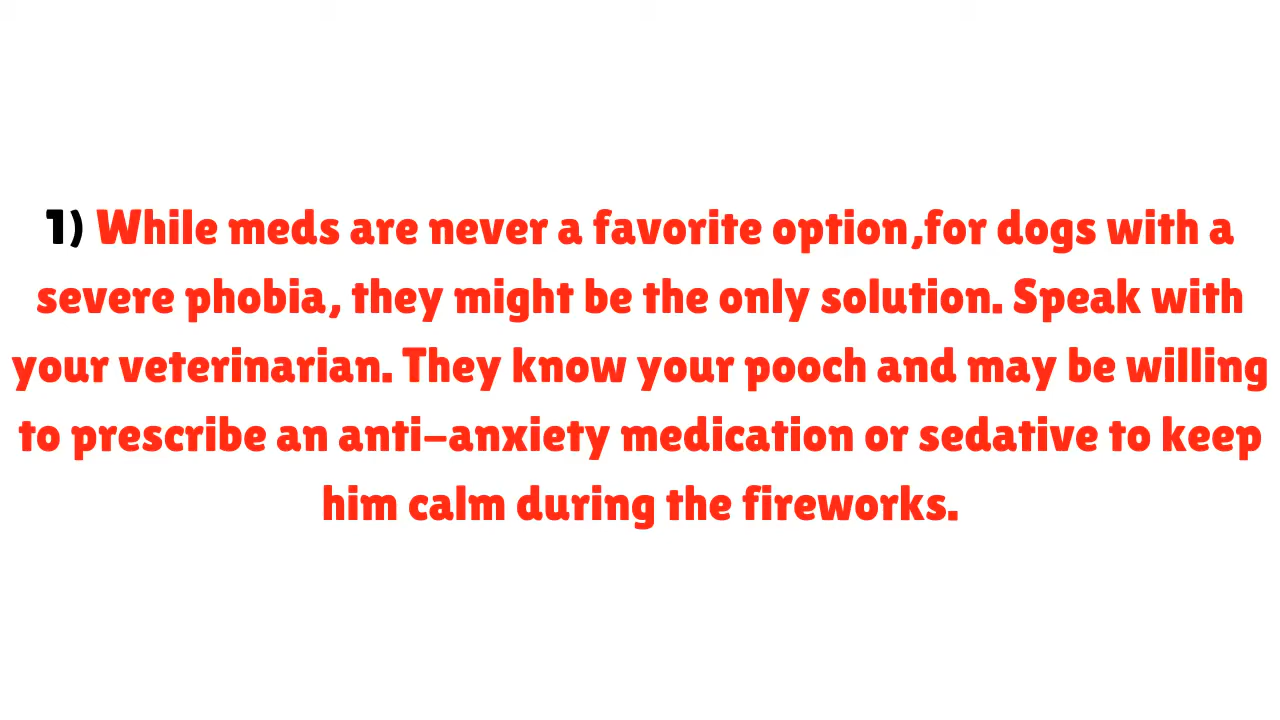 1) While meds are never a favorite option,for dogs with a
severe phobia, they might be the only solution. Speak with
your veterinarian. They know your pooch and may be willing
to prescribe an anti-anxiety medication or sedative to keep
him calm during the fireworks.